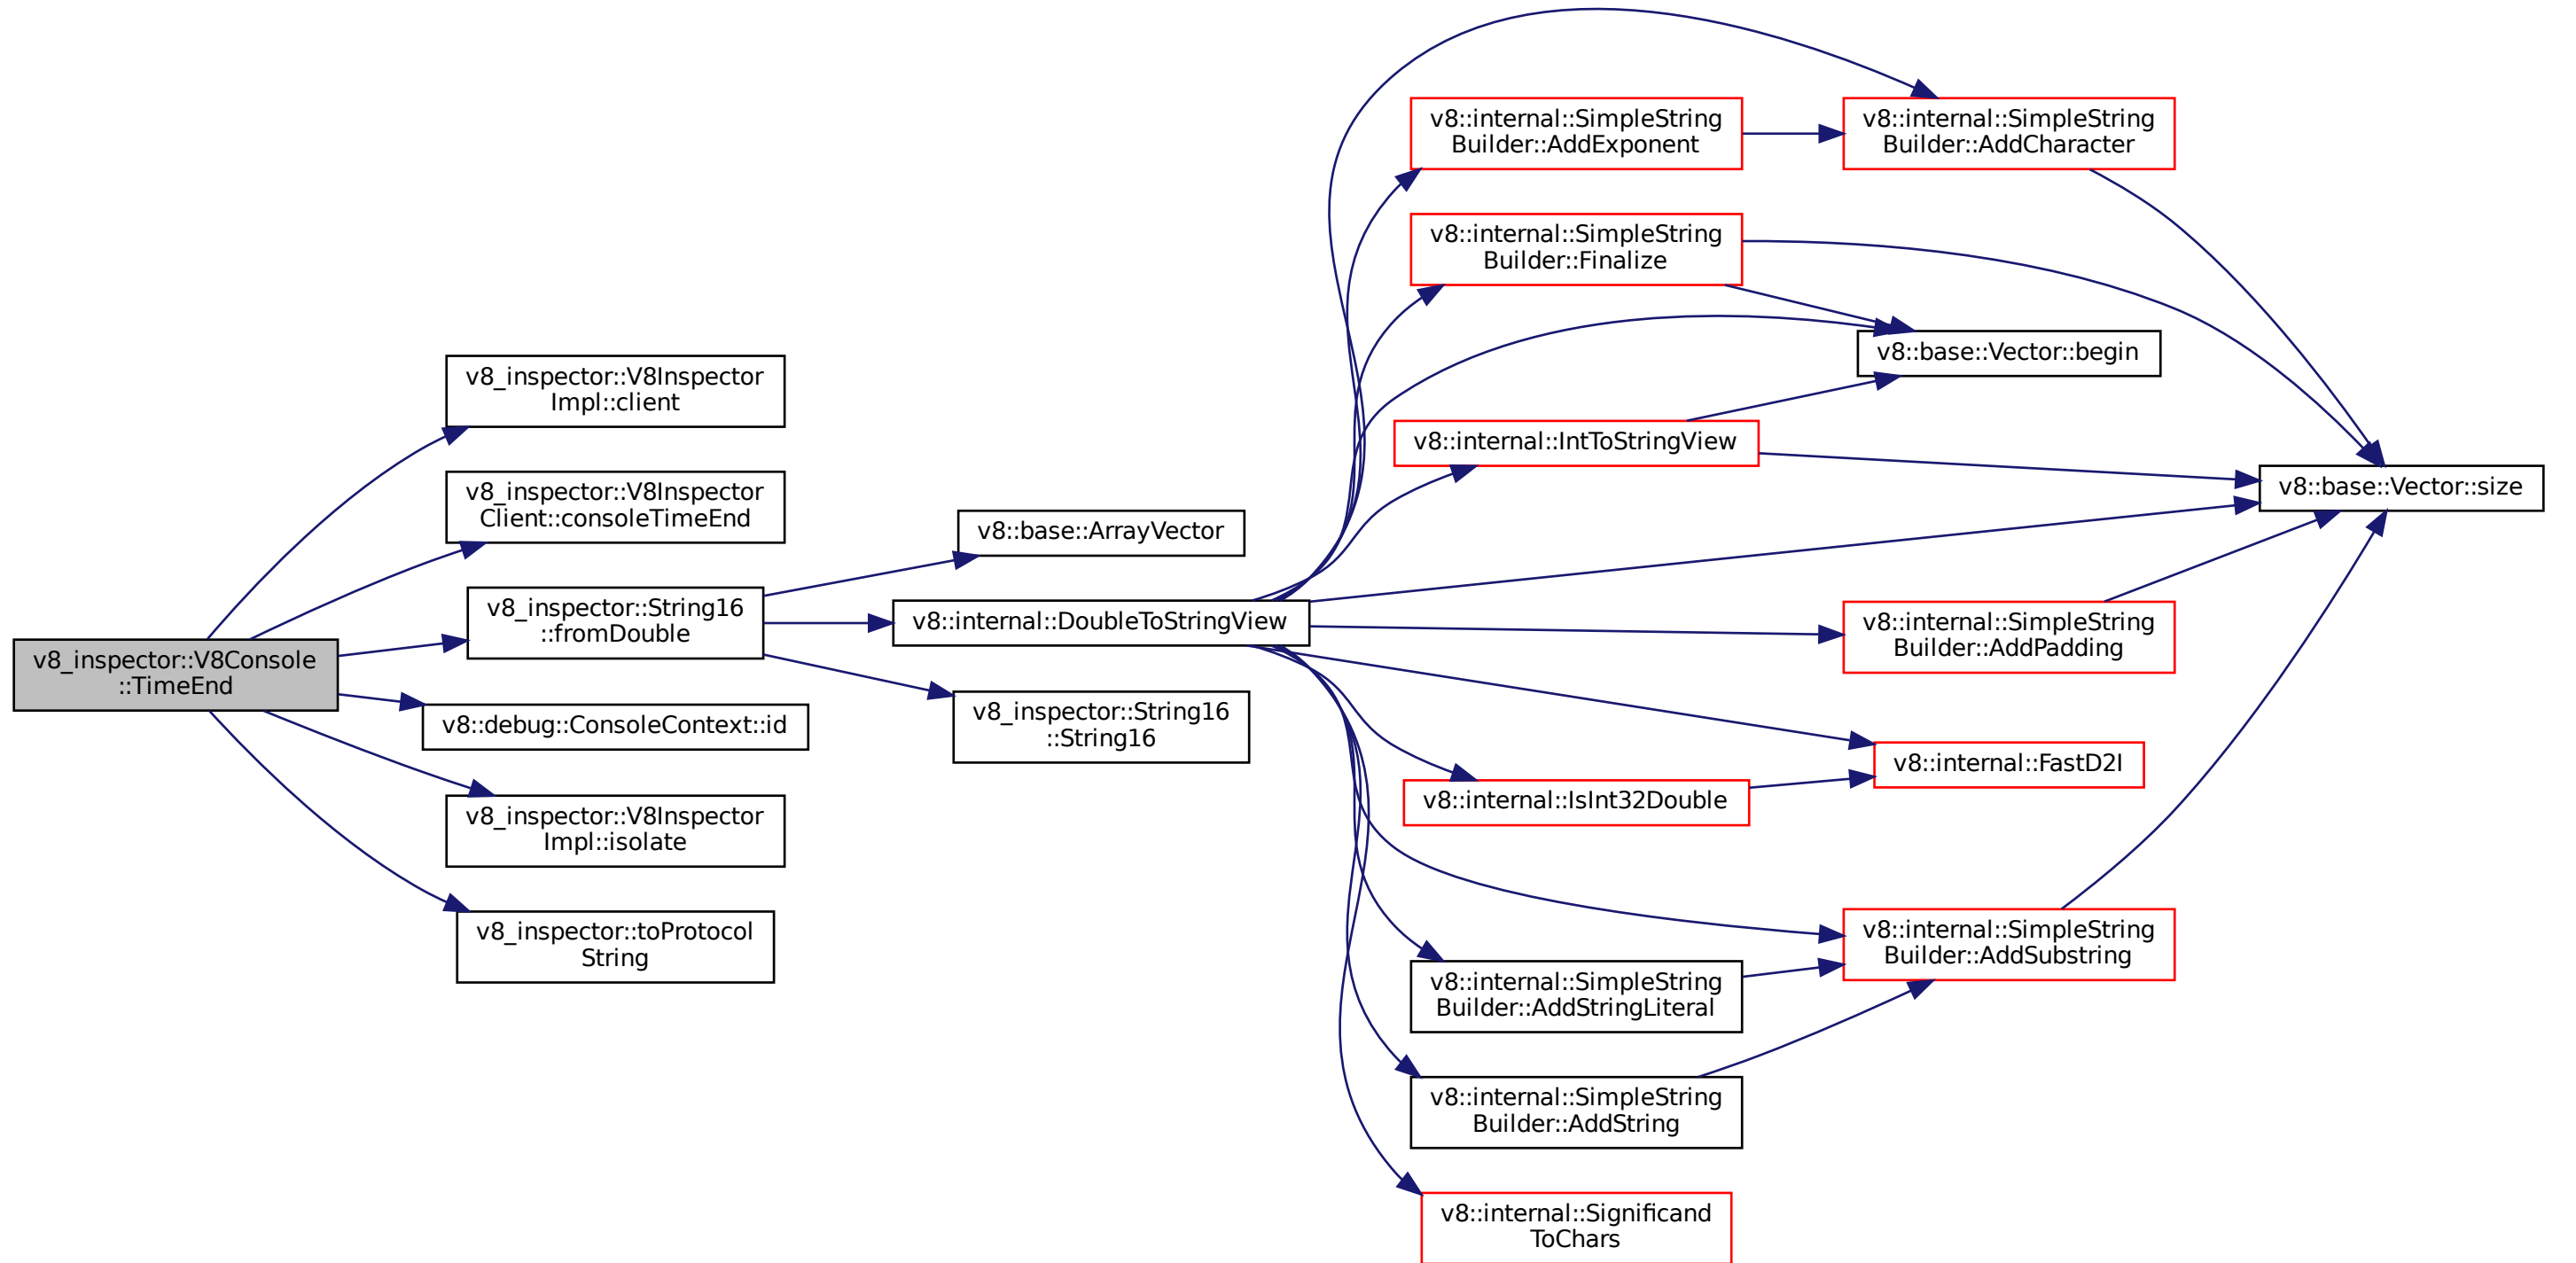 v8_inspector::V8Console
::TimeEnd
v8_inspector::V8Inspector
Impl::client
v8_inspector::V8Inspector
Client::consoleTimeEnd
v8_inspector::String16
::fromDouble
v8::debug::ConsoleContext::id
v8_inspector::V8Inspector
Impl::isolate
v8_inspector::toProtocol
String
v8::base::ArrayVector
v8::internal::DoubleToStringView
v8_inspector::String16
::String16
v8::internal::SimpleString
Builder::AddExponent
v8::internal::SimpleString
Builder::Finalize
v8::internal::IntToStringView
v8::internal::IsInt32Double
v8::internal::SimpleString
Builder::AddStringLiteral
v8::internal::SimpleString
Builder::AddString
v8::internal::Significand
ToChars
v8::internal::SimpleString
Builder::AddCharacter
v8::base::Vector::begin
v8::internal::SimpleString
Builder::AddPadding
v8::internal::FastD2I
v8::internal::SimpleString
Builder::AddSubstring
v8::base::Vector::size